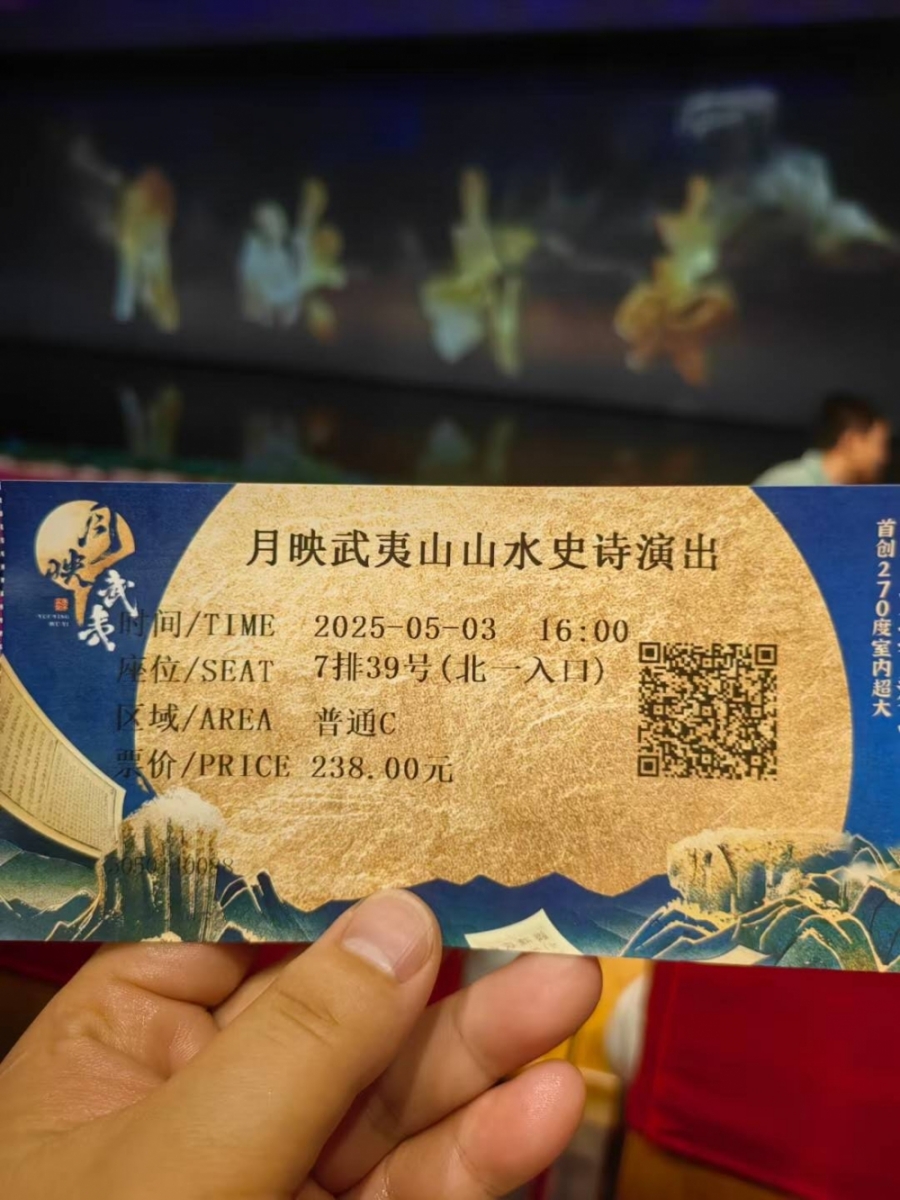 月映武夷
月映武夷山山水史诗演出
时间/TIME 2025-05-03 16:00
座位/SEAT 7排39号(北一入口)
区域/AREA 普通C
票价/PRICE 238.00元
首创270度室内超大